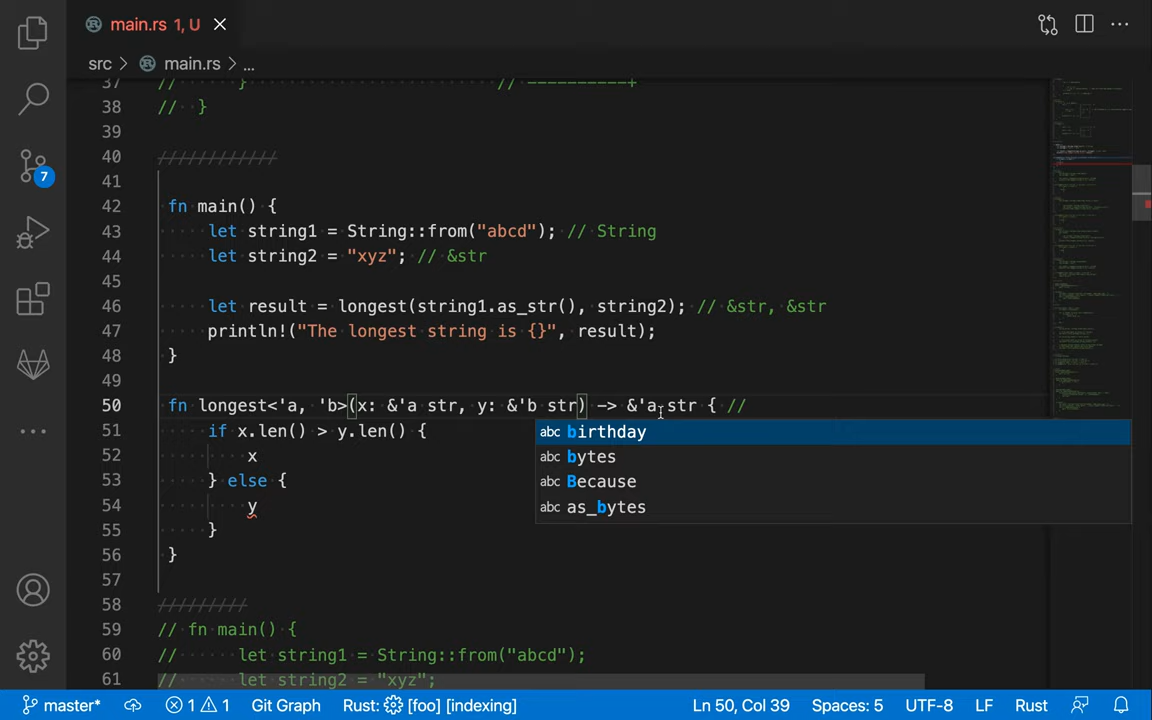 main.rs 1, U
src > main.rs > ...
37 // } // ----------+
38 // }
39
40 ////////////
41
42 fn main() {
43 let string1 = String::from("abcd"); // String
44 let string2 = "xyz"; // &str
45
46 let result = longest(string1.as_str(), string2); // &str, &str
47 println!("The longest string is {}", result);
48 }
49
50 fn longest<'a, 'b>(x: &'a str, y: &'b str) -> &'a str { //
51 if x.len() > y.len() {
abc birthday
52 x
abc bytes
53 } else {
abc Because
54 y
abc as_bytes
55 }
56 }
57
58 /////////
59 // fn main() {
60 // let string1 = String::from("abcd");
61 // let string2 = "xyz";
7
master* 1 1 Git Graph Rust: [foo] [indexing] Ln 50, Col 39 Spaces: 5 UTF-8 LF Rust